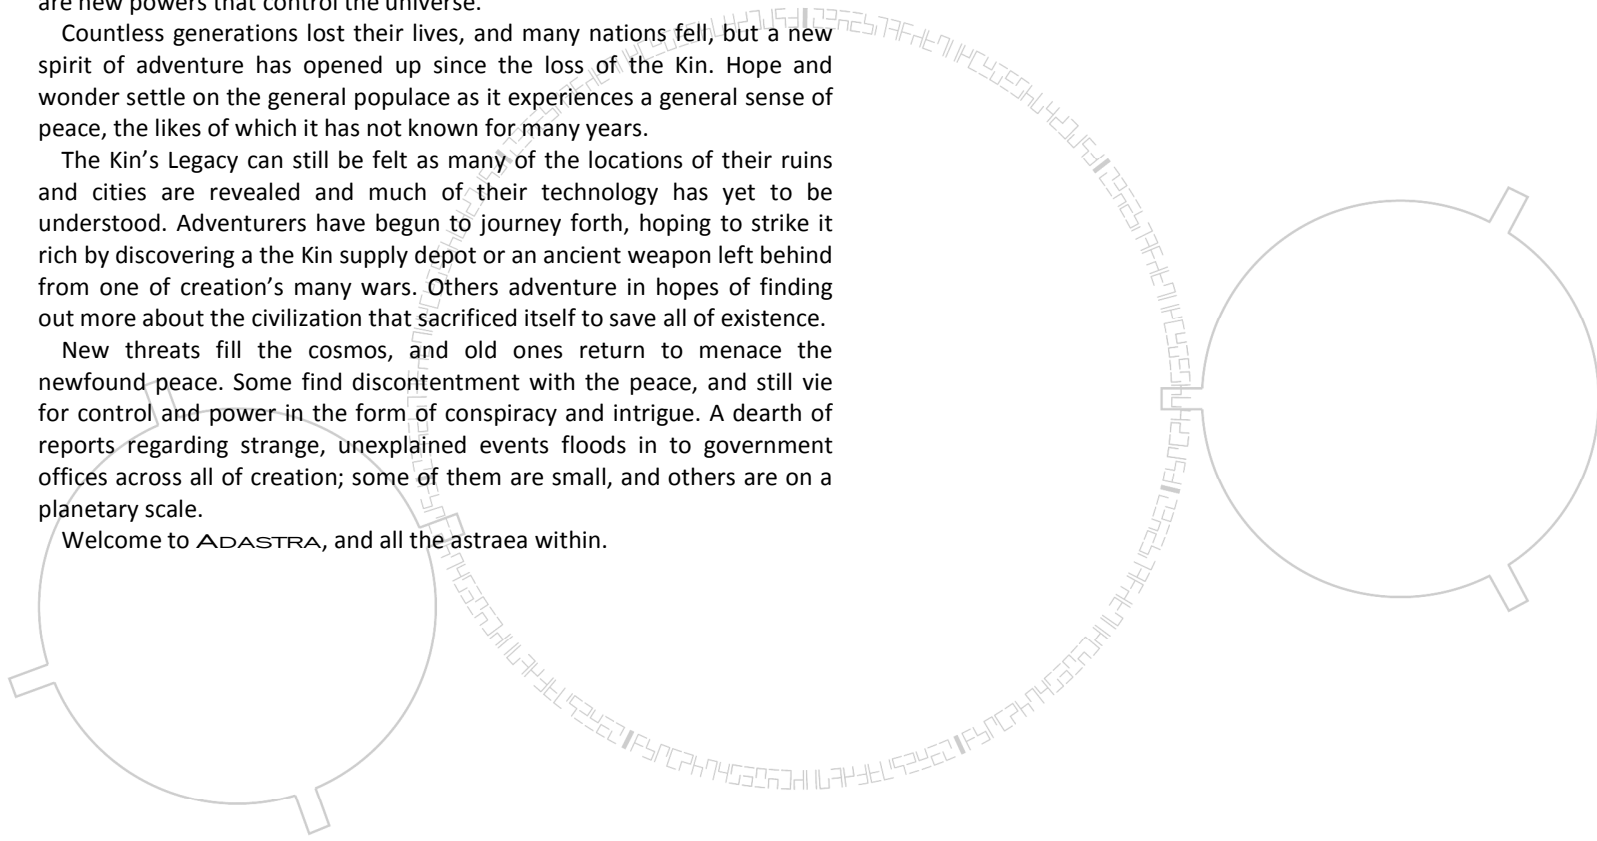 are new powers that control the universe.
Countless generations lost their lives, and many nations fell, but a new
spirit of adventure has opened up since the loss of the Kin. Hope and
wonder settle on the general populace as it experiences a general sense of
peace, the likes of which it has not known for many years.
The Kin's Legacy can still be felt as many of the locations of their ruins
and cities are revealed and much of their technology has yet to be
understood. Adventurers have begun to journey forth, hoping to strike it
rich by discovering a the Kin supply depot or an ancient weapon left behind
from one of creation's many wars. Others adventure in hopes of finding
out more about the civilization that sacrificed itself to save all of existence.
New threats fill the cosmos, and old ones return to menace the
newfound peace. Some find discontentment with the peace, and still vie
for control and power in the form of conspiracy and intrigue. A dearth of
reports regarding strange, unexplained events floods in to government
offices across all of creation; some of them are small, and others are on a
planetary scale.
Welcome to ADASTRA, and all the astraea within.